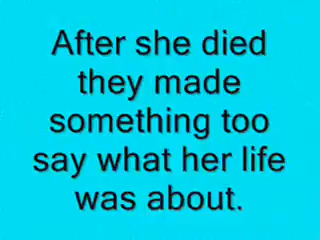 After she died
they made
something too
say what her life
was about.